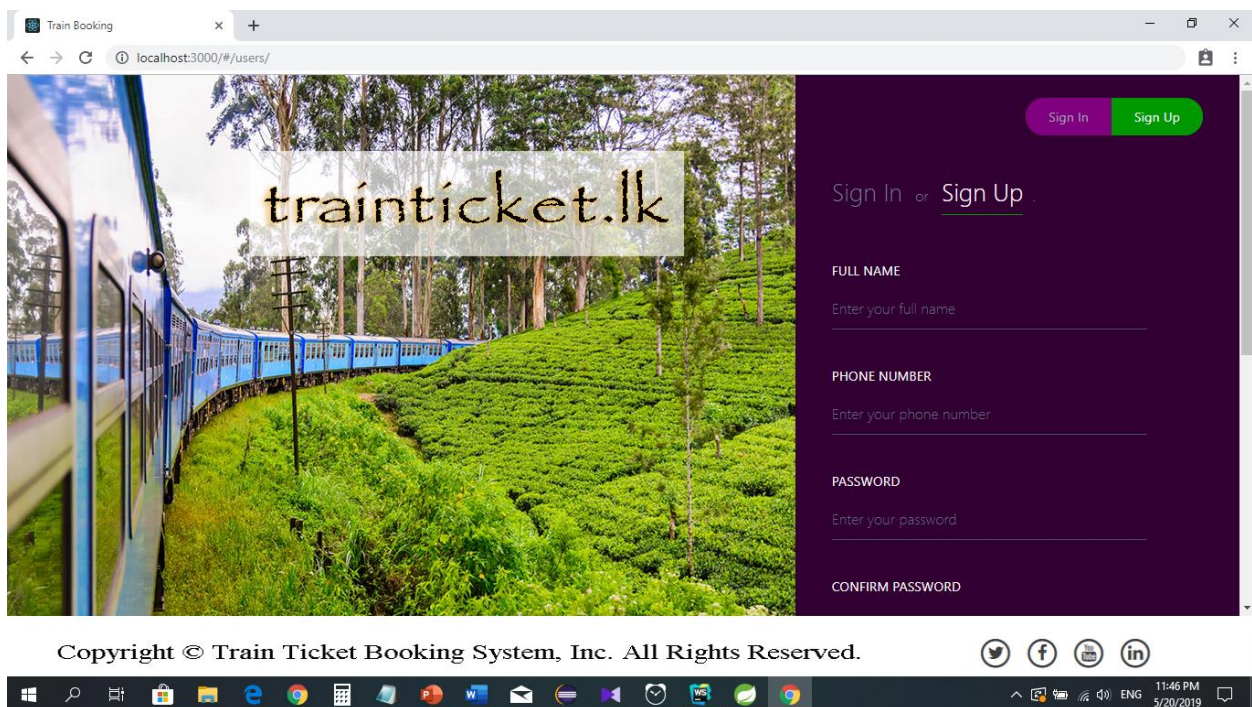 Train Booking
localhost:3000/#/users/
trainticket.lk
Sign In Sign Up
Sign In or Sign Up .
FULL NAME
Enter your full name
PHONE NUMBER
Enter your phone number
PASSWORD
Enter your password
CONFIRM PASSWORD
Copyright © Train Ticket Booking System, Inc. All Rights Reserved.
ENG
11:46 PM
5/20/2019